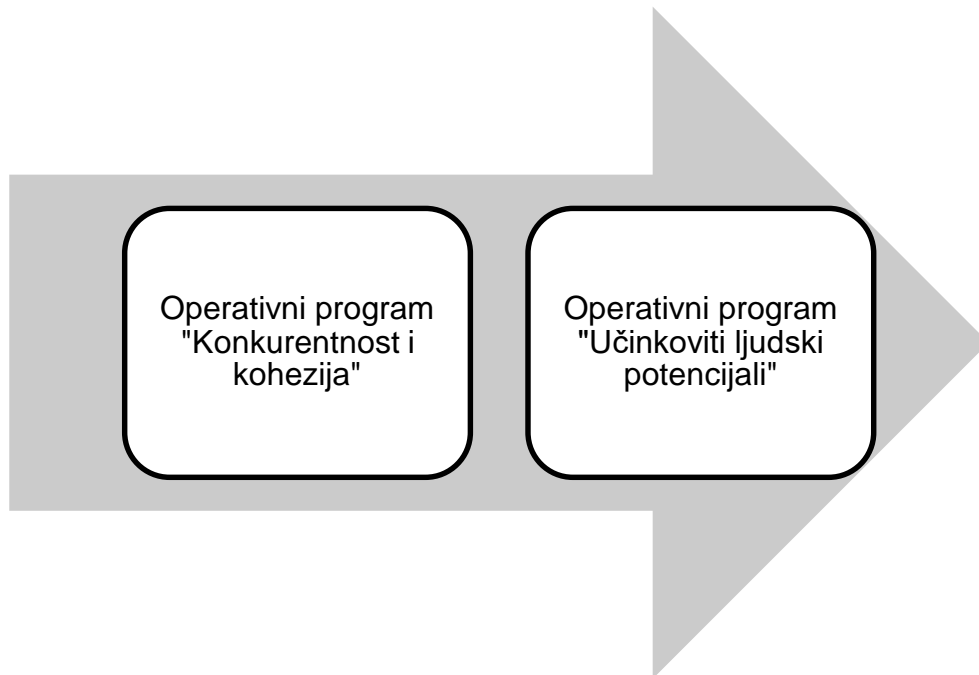 Operativni program
"Konkurentnost i
kohezija"
Operativni program
"Učinkoviti ljudski
potencijali"